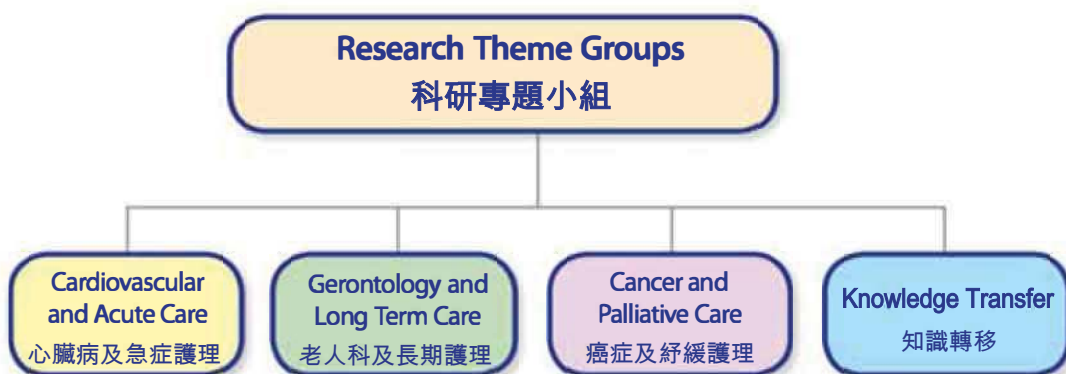 Research Theme Groups
科研專題小組
Cardiovascular
and Acute Care
心臟病及急症護理
Gerontology and
Long Term Care
老人科及長期護理
Cancer and
Palliative Care
癌症及紓緩護理
Knowledge Transfer
知識轉移